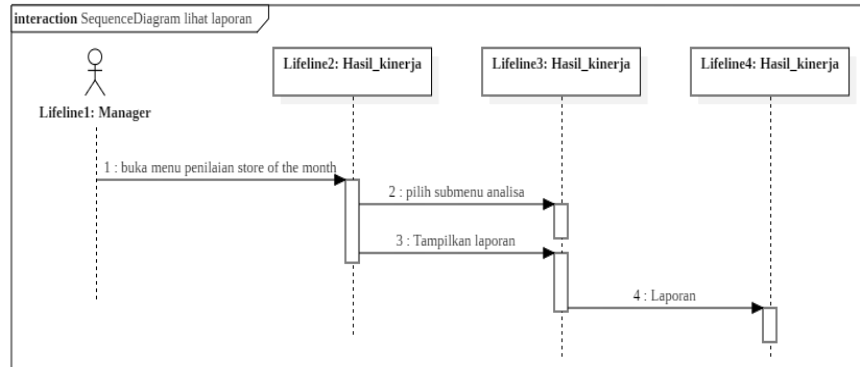 interaction SequenceDiagram lihat laporan
Lifeline2: Hasil_kinerja
Lifeline3: Hasil_kinerja
Lifeline4: Hasil_kinerja
Lifeline1: Manager
1 : buka menu penilaian store of the month
2 : pilih submenu analisa
3 : Tampilkan laporan
4 : Laporan